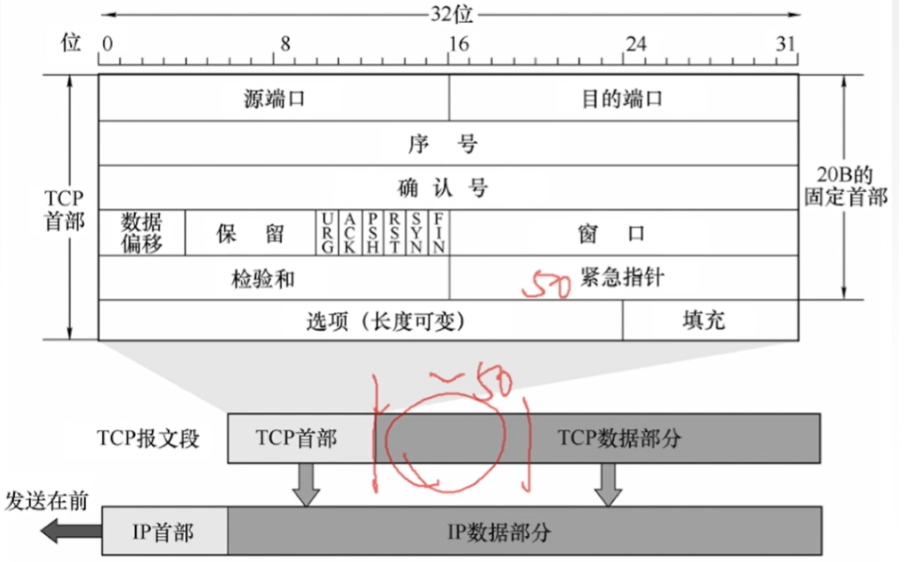 32位
位 0 8 16 24 31
源端口 目的端口
序 号
TCP
首部
确 认 号
20B的
固定首部
数据
偏移
保 留
URG
ACK
PSH
RST
SYN
FIN
窗 口
检验和
50 紧急指针
选项（长度可变） 填充
~50
TCP报文段 TCP首部 TCP数据部分
发送在前
IP首部 IP数据部分